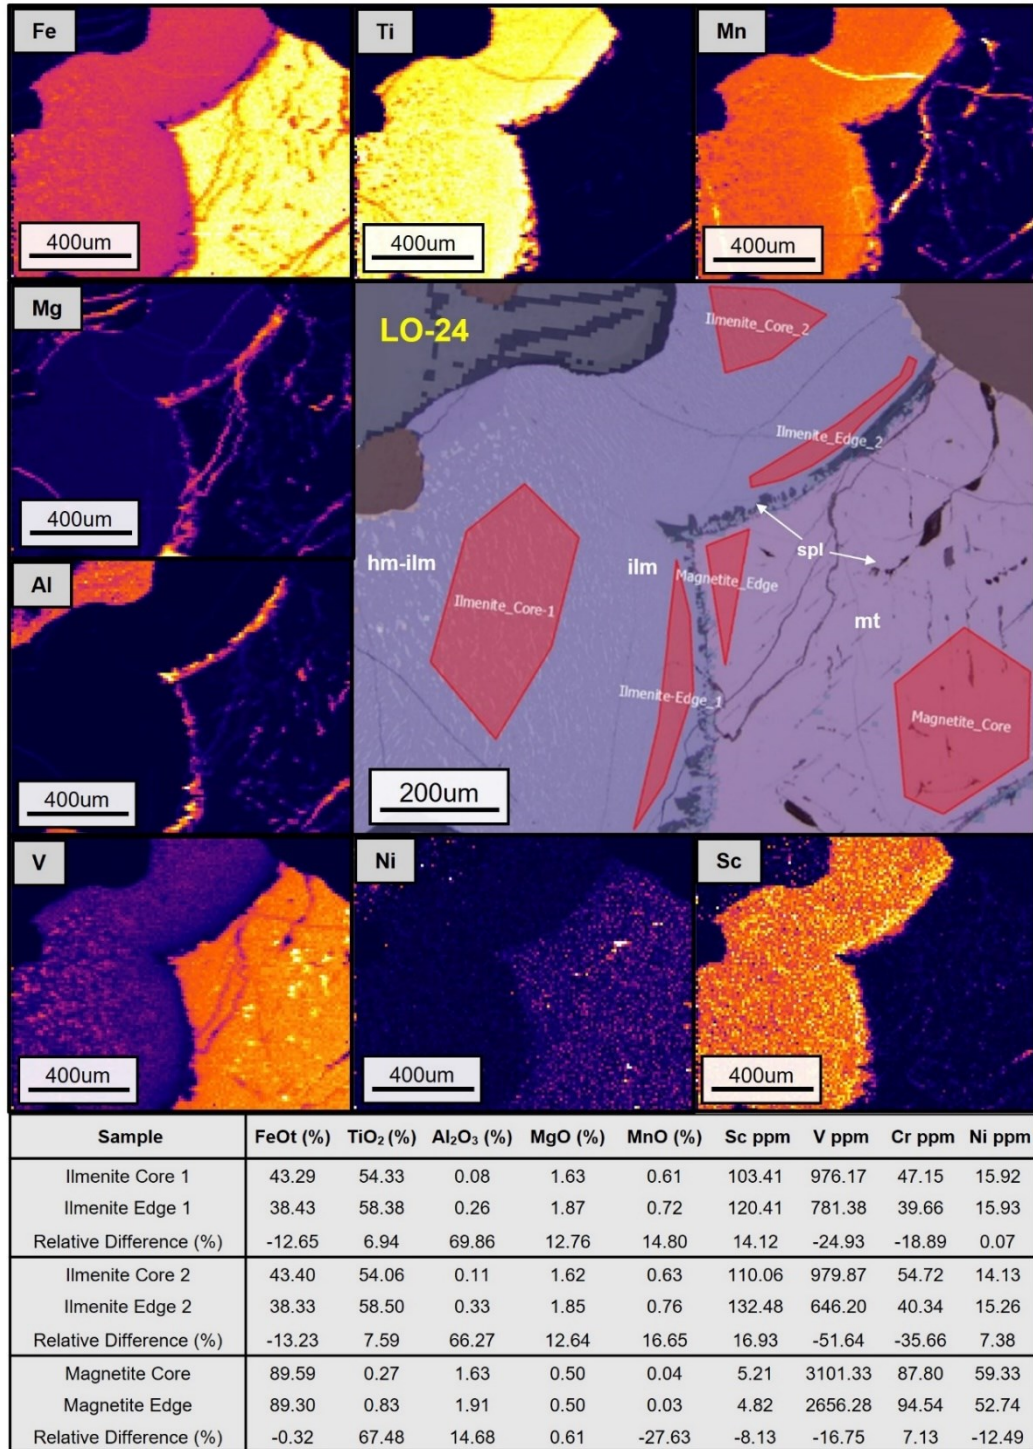 Fe
400um
Ti
400um
Mn
400um
Mg
400um
Al
400um
LO-24
Ilmenite_Core_2
Ilmenite_Edge_2
spl
hm-ilm
ilm
Ilmenite_Core-1
Magnetite_Edge
mt
Ilmenite-Edge_1
Magnetite_Core
200um
V
400um
Ni
400um
Sc
400um
Sample FeOt (%) TiO₂ (%) Al₂O₃ (%) MgO (%) MnO (%) Sc ppm V ppm Cr ppm Ni ppm
Ilmenite Core 1 43.29 54.33 0.08 1.63 0.61 103.41 976.17 47.15 15.92
Ilmenite Edge 1 38.43 58.38 0.26 1.87 0.72 120.41 781.38 39.66 15.93
Relative Difference (%) -12.65 6.94 69.86 12.76 14.80 14.12 -24.93 -18.89 0.07
Ilmenite Core 2 43.40 54.06 0.11 1.62 0.63 110.06 979.87 54.72 14.13
Ilmenite Edge 2 38.33 58.50 0.33 1.85 0.76 132.48 646.20 40.34 15.26
Relative Difference (%) -13.23 7.59 66.27 12.64 16.65 16.93 -51.64 -35.66 7.38
Magnetite Core 89.59 0.27 1.63 0.50 0.04 5.21 3101.33 87.80 59.33
Magnetite Edge 89.30 0.83 1.91 0.50 0.03 4.82 2656.28 94.54 52.74
Relative Difference (%) -0.32 67.48 14.68 0.61 -27.63 -8.13 -16.75 7.13 -12.49